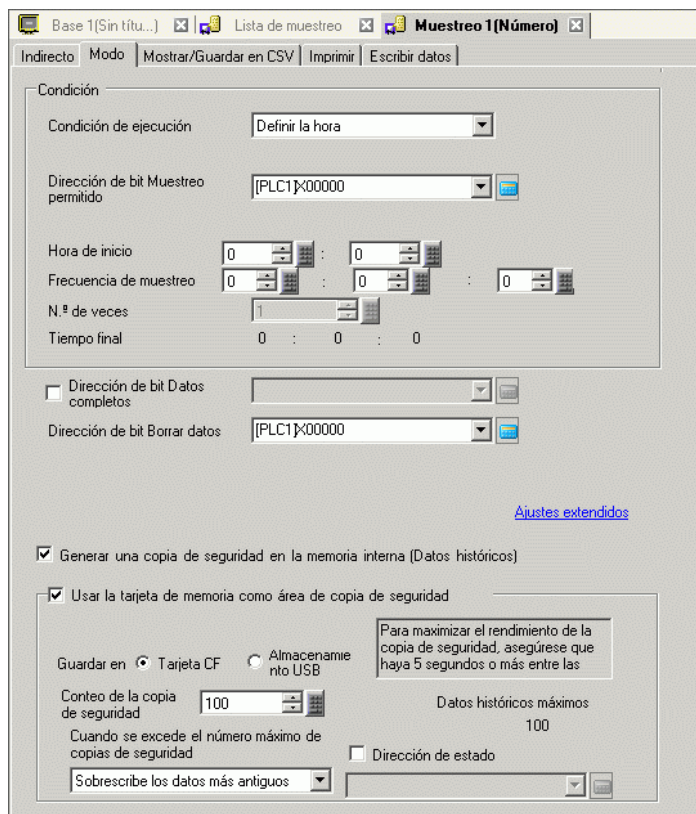 Base 1(Sin títu...) Lista de muestreo Muestreo 1(Número)
Indirecto Modo Mostrar/Guardar en CSV Imprimir Escribir datos
Condición
Condición de ejecución Definir la hora
Dirección de bit Muestreo permitido [PLC1]X00000
Hora de inicio 0 : 0
Frecuencia de muestreo 0 : 0 : 0
N.º de veces 1
Tiempo final 0 : 0 : 0
Dirección de bit Datos completos
Dirección de bit Borrar datos [PLC1]X00000
Ajustes extendidos
Generar una copia de seguridad en la memoria interna (Datos históricos)
Usar la tarjeta de memoria como área de copia de seguridad
Para maximizar el rendimiento de la
copia de seguridad, asegúrese que
haya 5 segundos o más entre las
Guardar en Tarjeta CF Almacenamie
nto USB
Conteo de la copia
de seguridad 100
Datos históricos máximos
100
Cuando se excede el número máximo de
copias de seguridad
Dirección de estado
Sobrescribe los datos más antiguos